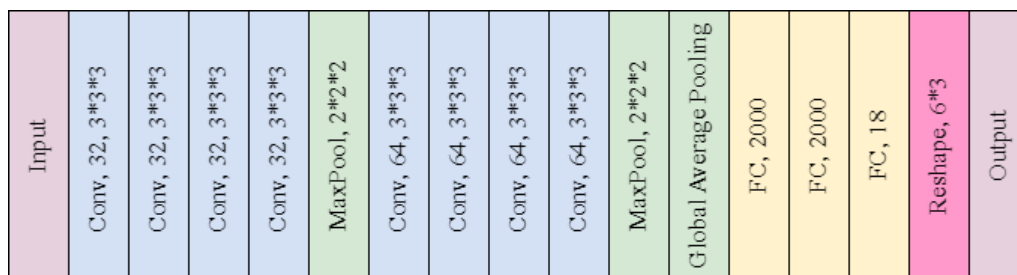 Input
Conv, 32, 3*3*3
Conv, 32, 3*3*3
Conv, 32, 3*3*3
Conv, 32, 3*3*3
MaxPool, 2*2*2
Conv, 64, 3*3*3
Conv, 64, 3*3*3
Conv, 64, 3*3*3
Conv, 64, 3*3*3
MaxPool, 2*2*2
Global Average Pooling
FC, 2000
FC, 2000
FC, 18
Reshape, 6*3
Output